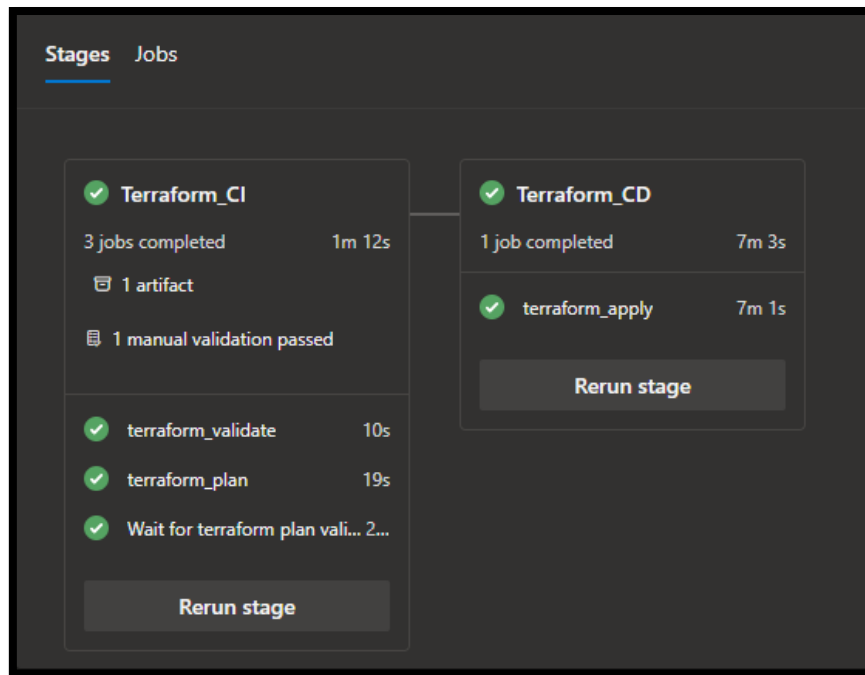 Stages Jobs
Terraform_CI
3 jobs completed 1m 12s
1 artifact
1 manual validation passed
terraform_validate 10s
terraform_plan 19s
Wait for terraform plan vali... 2...
Rerun stage
Terraform_CD
1 job completed 7m 3s
terraform_apply 7m 1s
Rerun stage